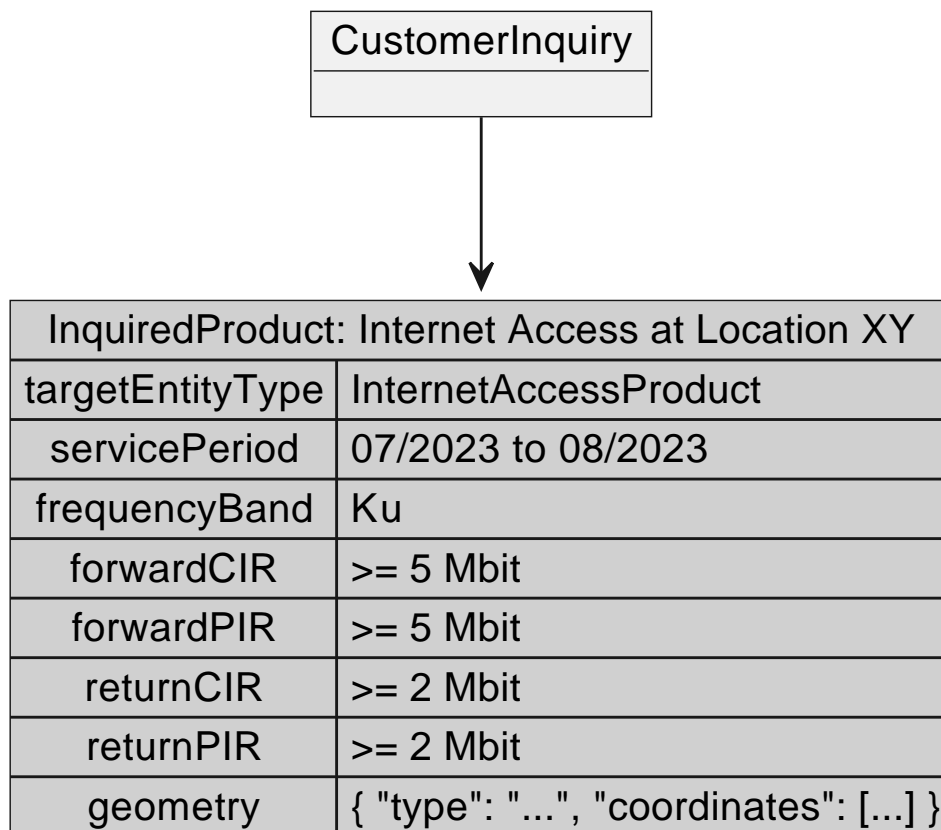 CustomerInquiry
InquiredProduct: Internet Access at Location XY
targetEntityType InternetAccessProduct
servicePeriod 07/2023 to 08/2023
frequencyBand Ku
forwardCIR >= 5 Mbit
forwardPIR >= 5 Mbit
returnCIR >= 2 Mbit
returnPIR >= 2 Mbit
geometry { "type": "...", "coordinates": [...] }